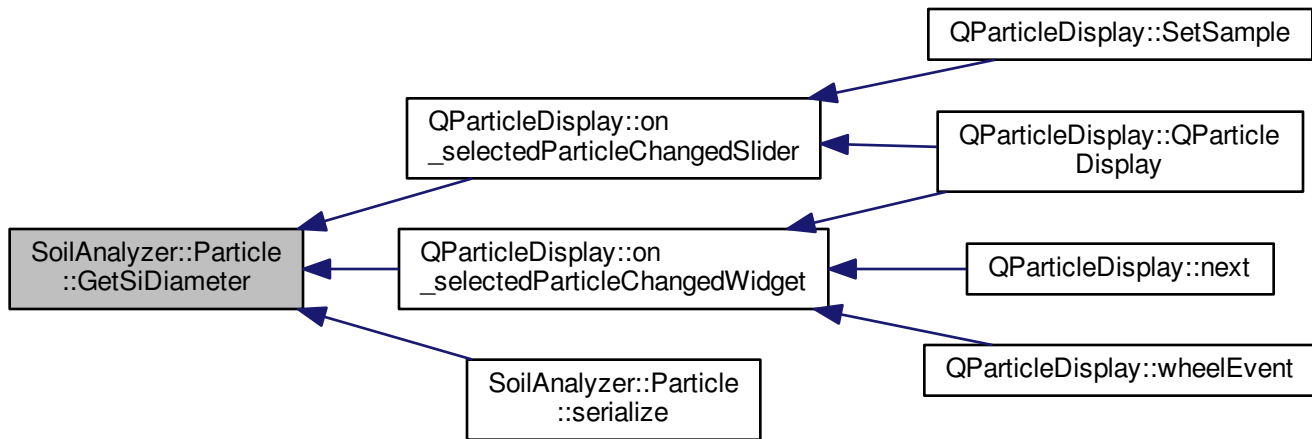 SoilAnalyzer::Particle
::GetSiDiameter
QParticleDisplay::on
_selectedParticleChangedSlider
QParticleDisplay::on
_selectedParticleChangedWidget
SoilAnalyzer::Particle
::serialize
QParticleDisplay::SetSample
QParticleDisplay::QParticle
Display
QParticleDisplay::next
QParticleDisplay::wheelEvent